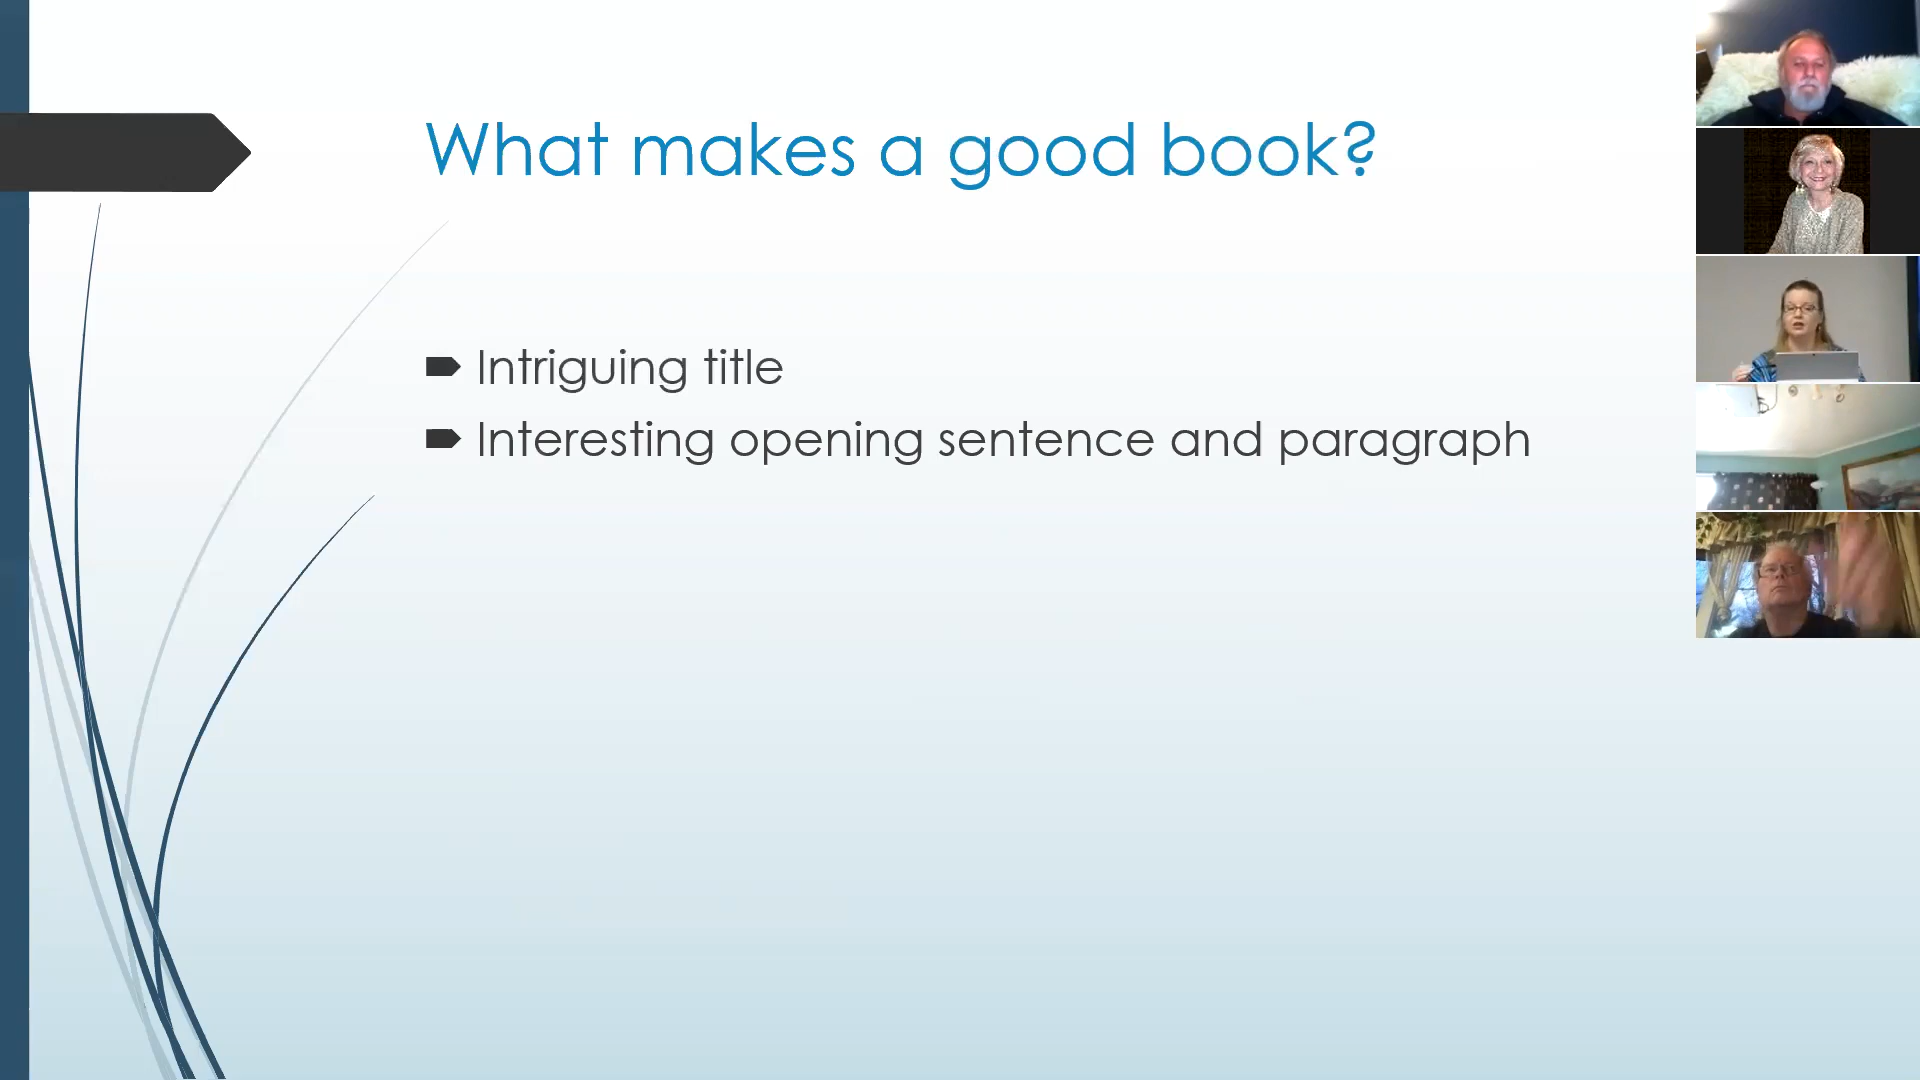 What makes a good book?
Intriguing title
Interesting opening sentence and paragraph